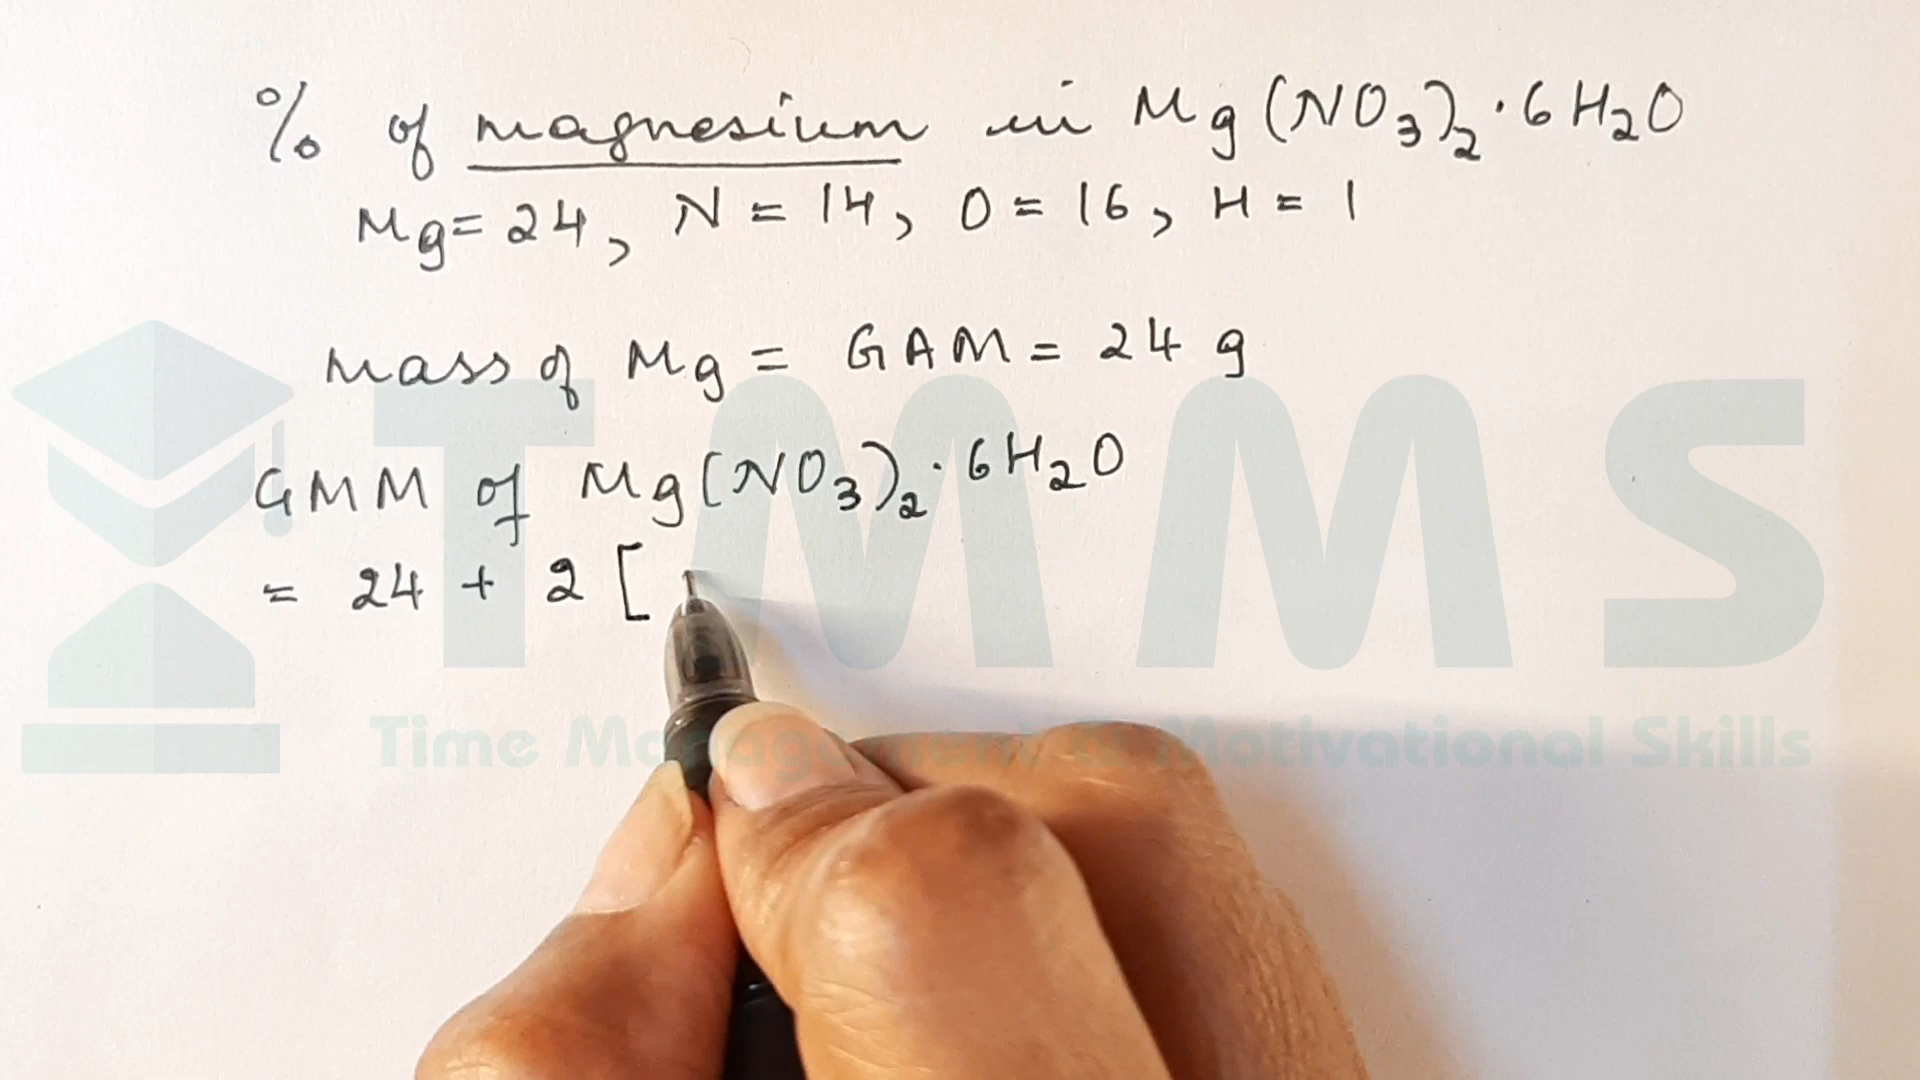 % of magnesium in Mg(NO₃)₂·6H₂O
Mg = 24, N = 14, O = 16, H = 1
Mass of Mg = GAM = 24 g
GMM of Mg(NO₃)₂·6H₂O
= 24 + 2 [
TMMS
Time Management & Motivational Skills